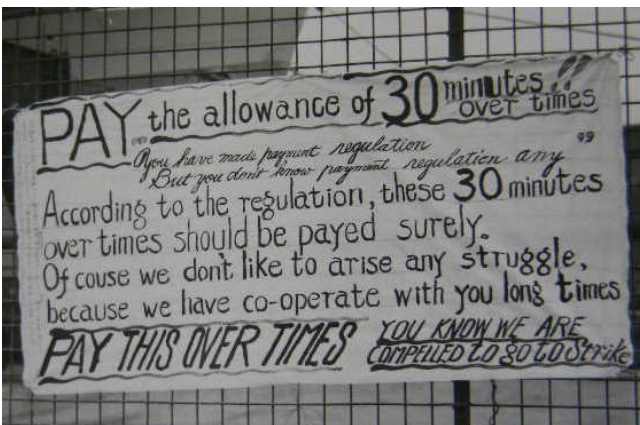 PAY the allowance of 30 minutes over times!!
"you have made payment regulation
But you don't know payment regulation any"
According to the regulation, these 30 minutes
over times should be payed surely.
Of couse we don't like to arise any struggle,
because we have co-operate with you long times
PAY THIS OVER TIMES YOU KNOW WE ARE
COMPELLED to go to Strike